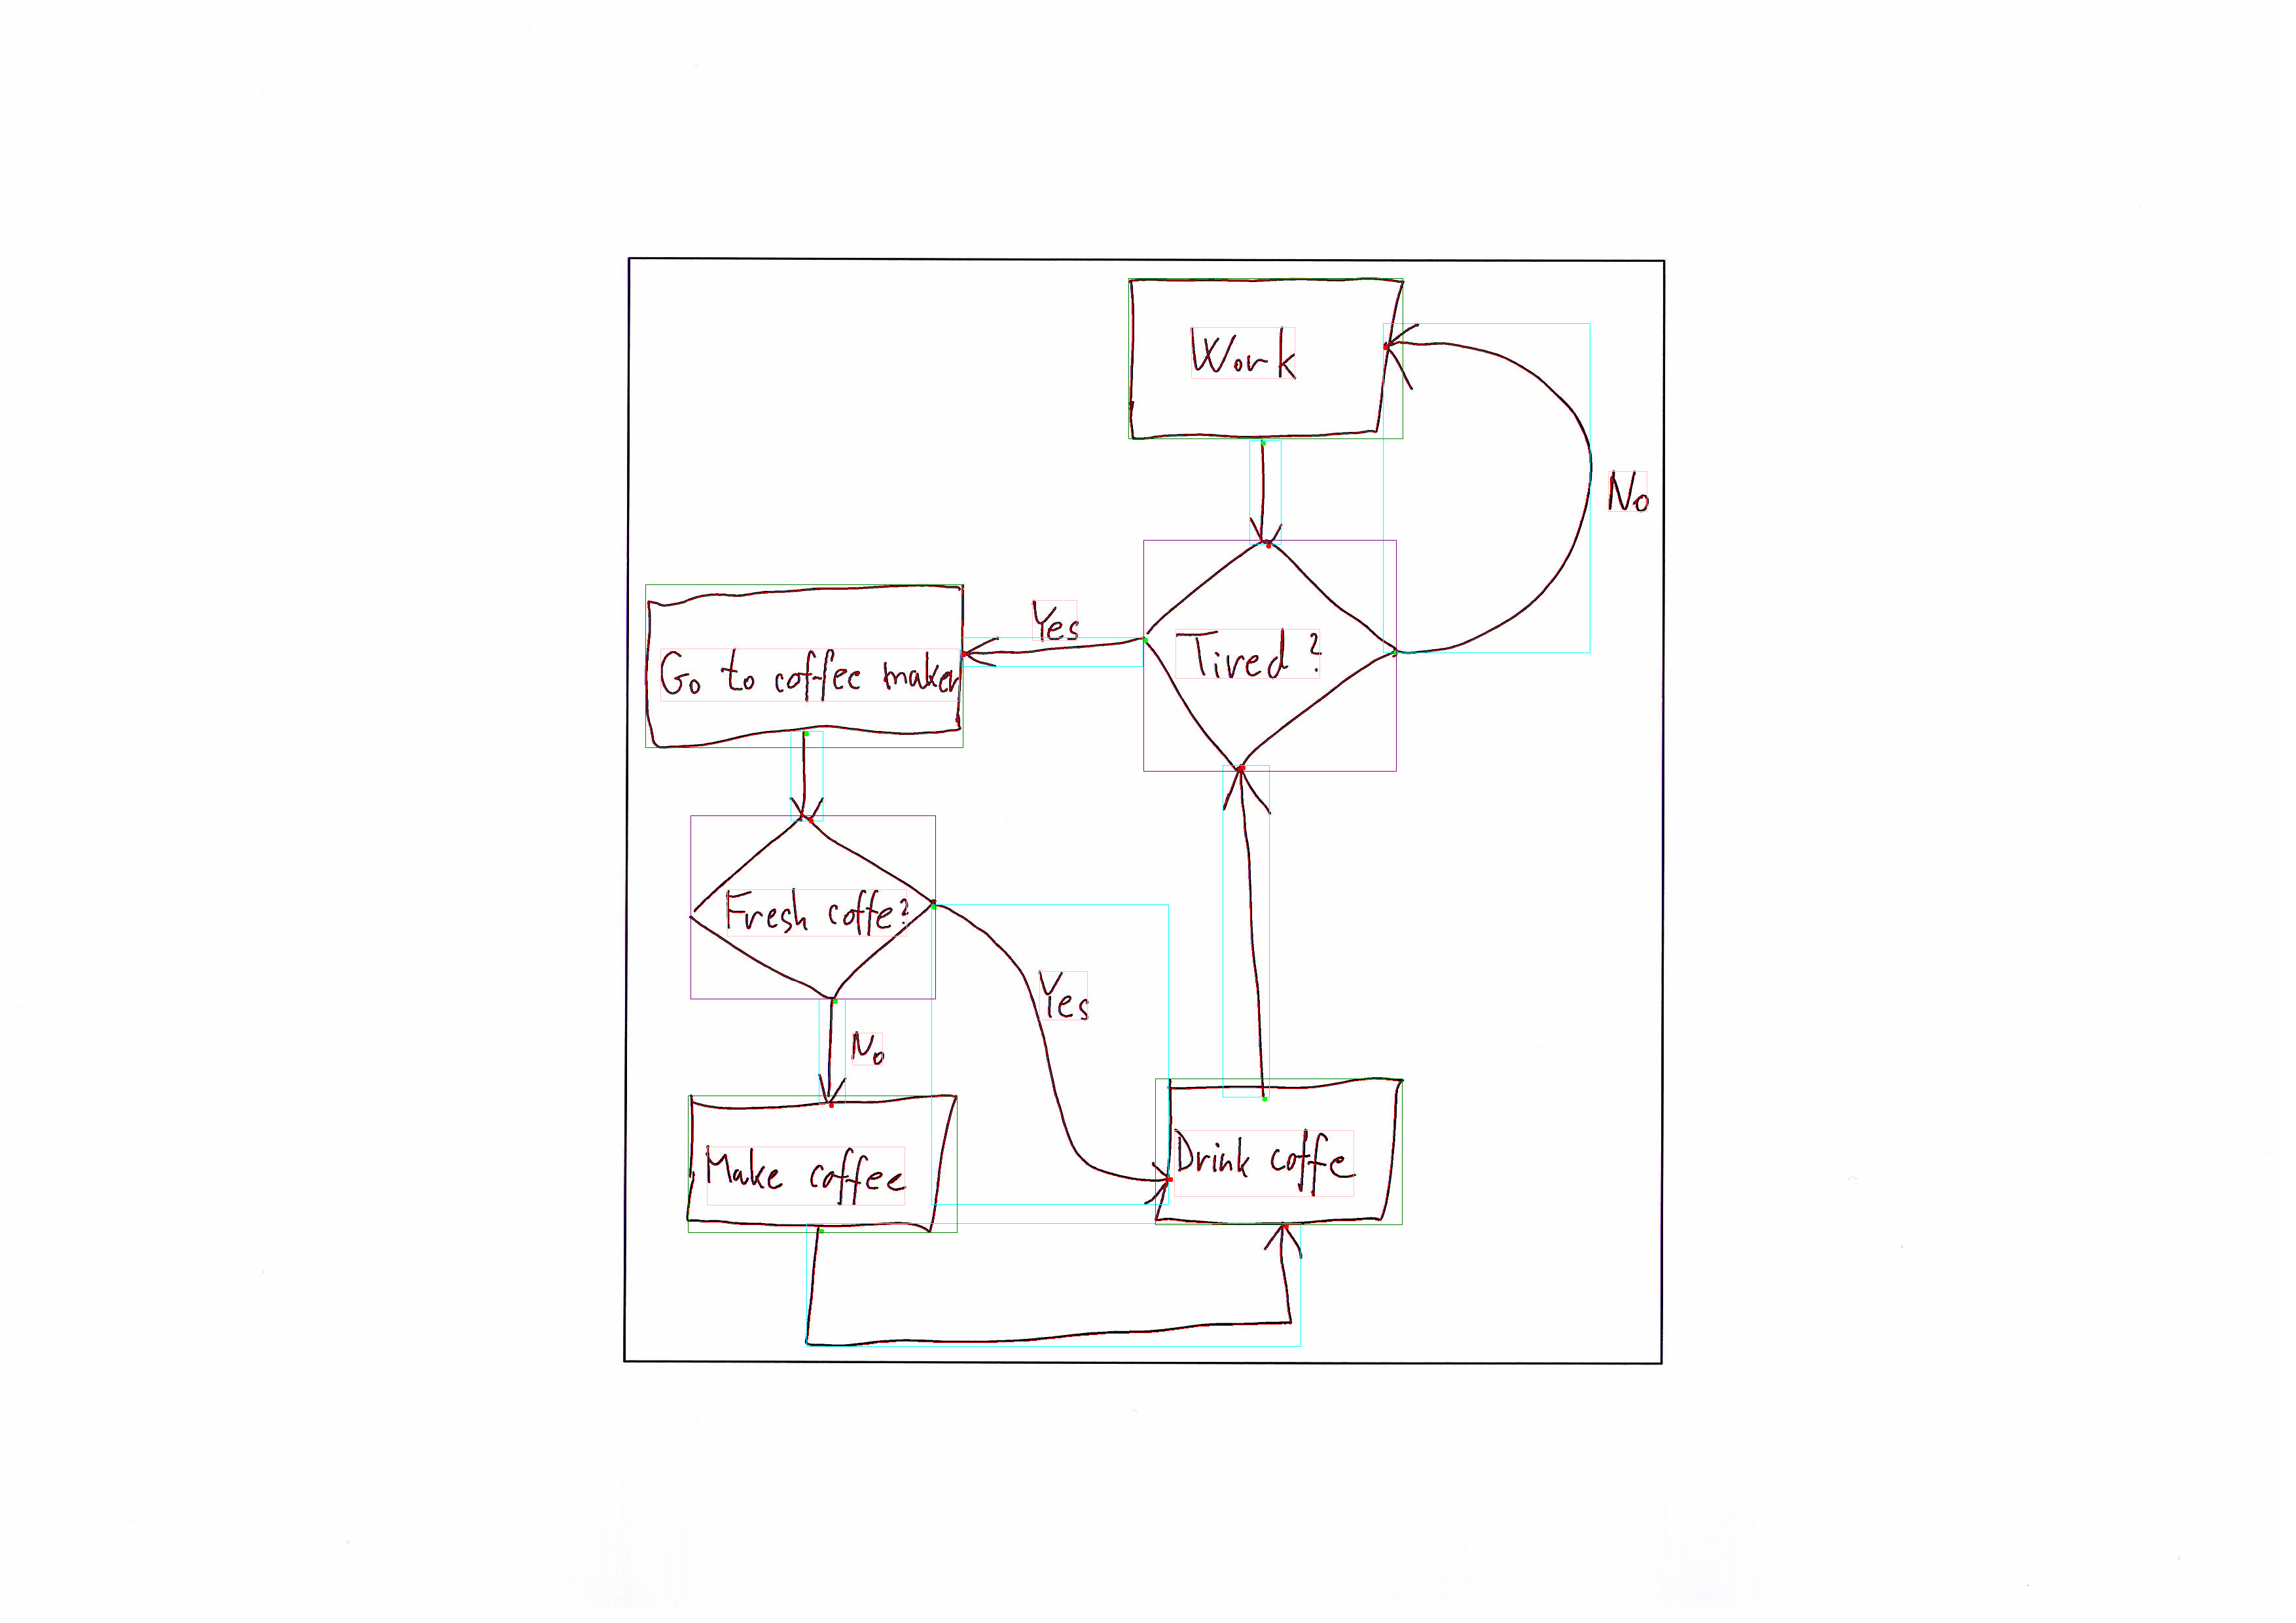 Work
No
Yes
Tired ?
Go to coffee maker
Fresh coffe?
Yes
No
Make coffee
Drink coffe